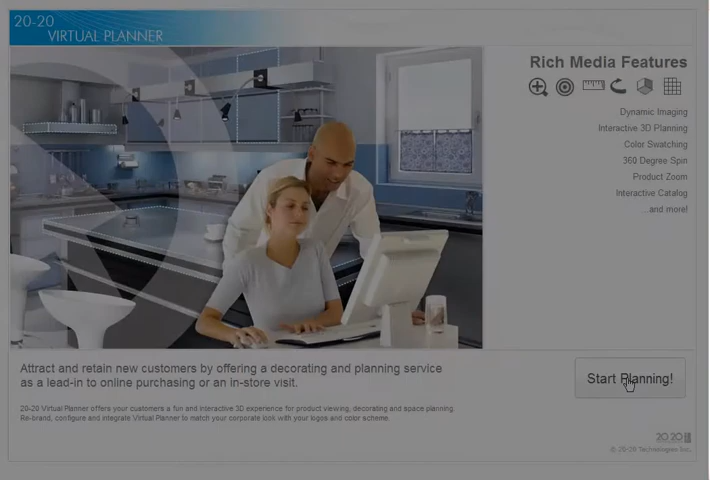 20-20
VIRTUAL PLANNER
Rich Media Features
Dynamic Imaging
Interactive 3D Planning
Color Swatching
360 Degree Spin
Product Zoom
Interactive Catalog
...and more!
Attract and retain new customers by offering a decorating and planning service
as a lead-in to online purchasing or an in-store visit.
Start Planning!
20-20 Virtual Planner offers your customers a fun and interactive 3D experience for product viewing, decorating and space planning.
Re-brand, configure and integrate Virtual Planner to match your corporate look with your logos and color scheme.
20 20
© 20-20 Technologies Inc.